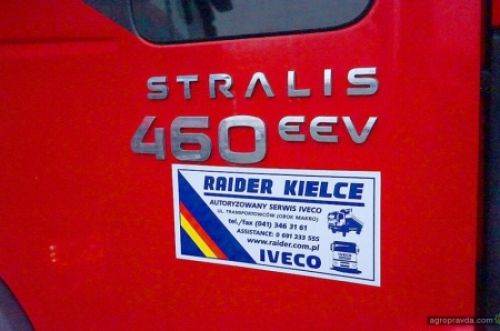 STRALIS
460 EEV
RAIDER KIELCE
AUTORYZOWANY SERWIS IVECO
UL. TRANSPORTOWCÓW (OBOK MAKRO)
tel./fax (041) 346 31 61
ASSISTANCE: 0 691 233 555
www.raider.com.pl
IVECO
agropravda.com